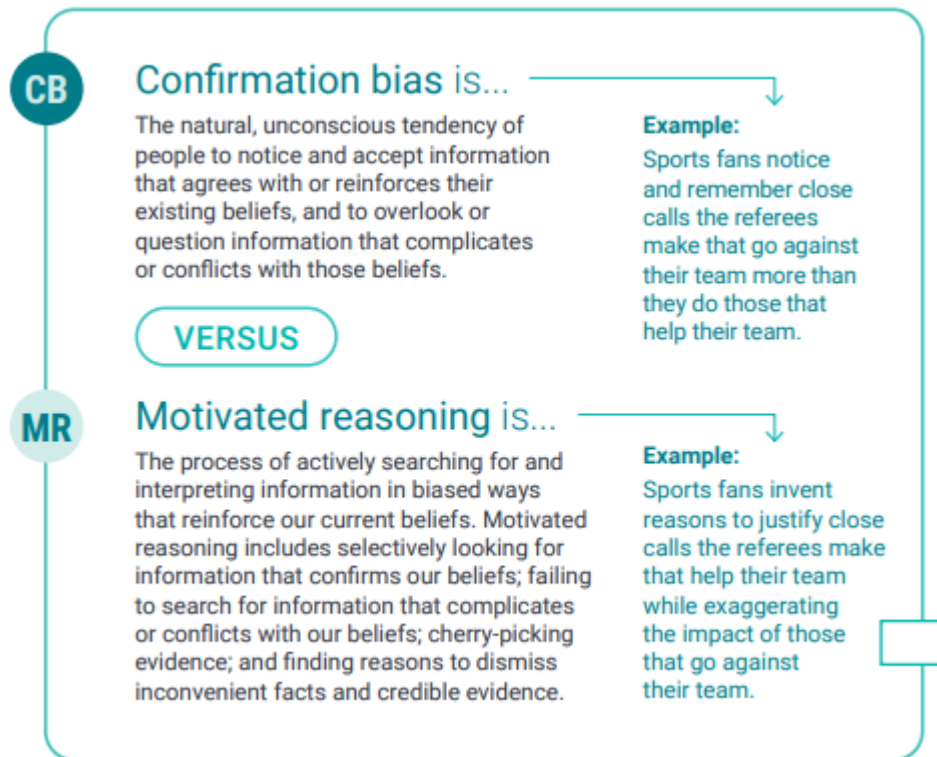 CB
Confirmation bias is...
The natural, unconscious tendency of
people to notice and accept information
that agrees with or reinforces their
existing beliefs, and to overlook or
question information that complicates
or conflicts with those beliefs.
Example:
Sports fans notice
and remember close
calls the referees
make that go against
their team more than
they do those that
help their team.
VERSUS
MR
Motivated reasoning is...
The process of actively searching for and
interpreting information in biased ways
that reinforce our current beliefs. Motivated
reasoning includes selectively looking for
information that confirms our beliefs; failing
to search for information that complicates
or conflicts with our beliefs; cherry-picking
evidence; and finding reasons to dismiss
inconvenient facts and credible evidence.
Example:
Sports fans invent
reasons to justify close
calls the referees make
that help their team
while exaggerating
the impact of those
that go against
their team.